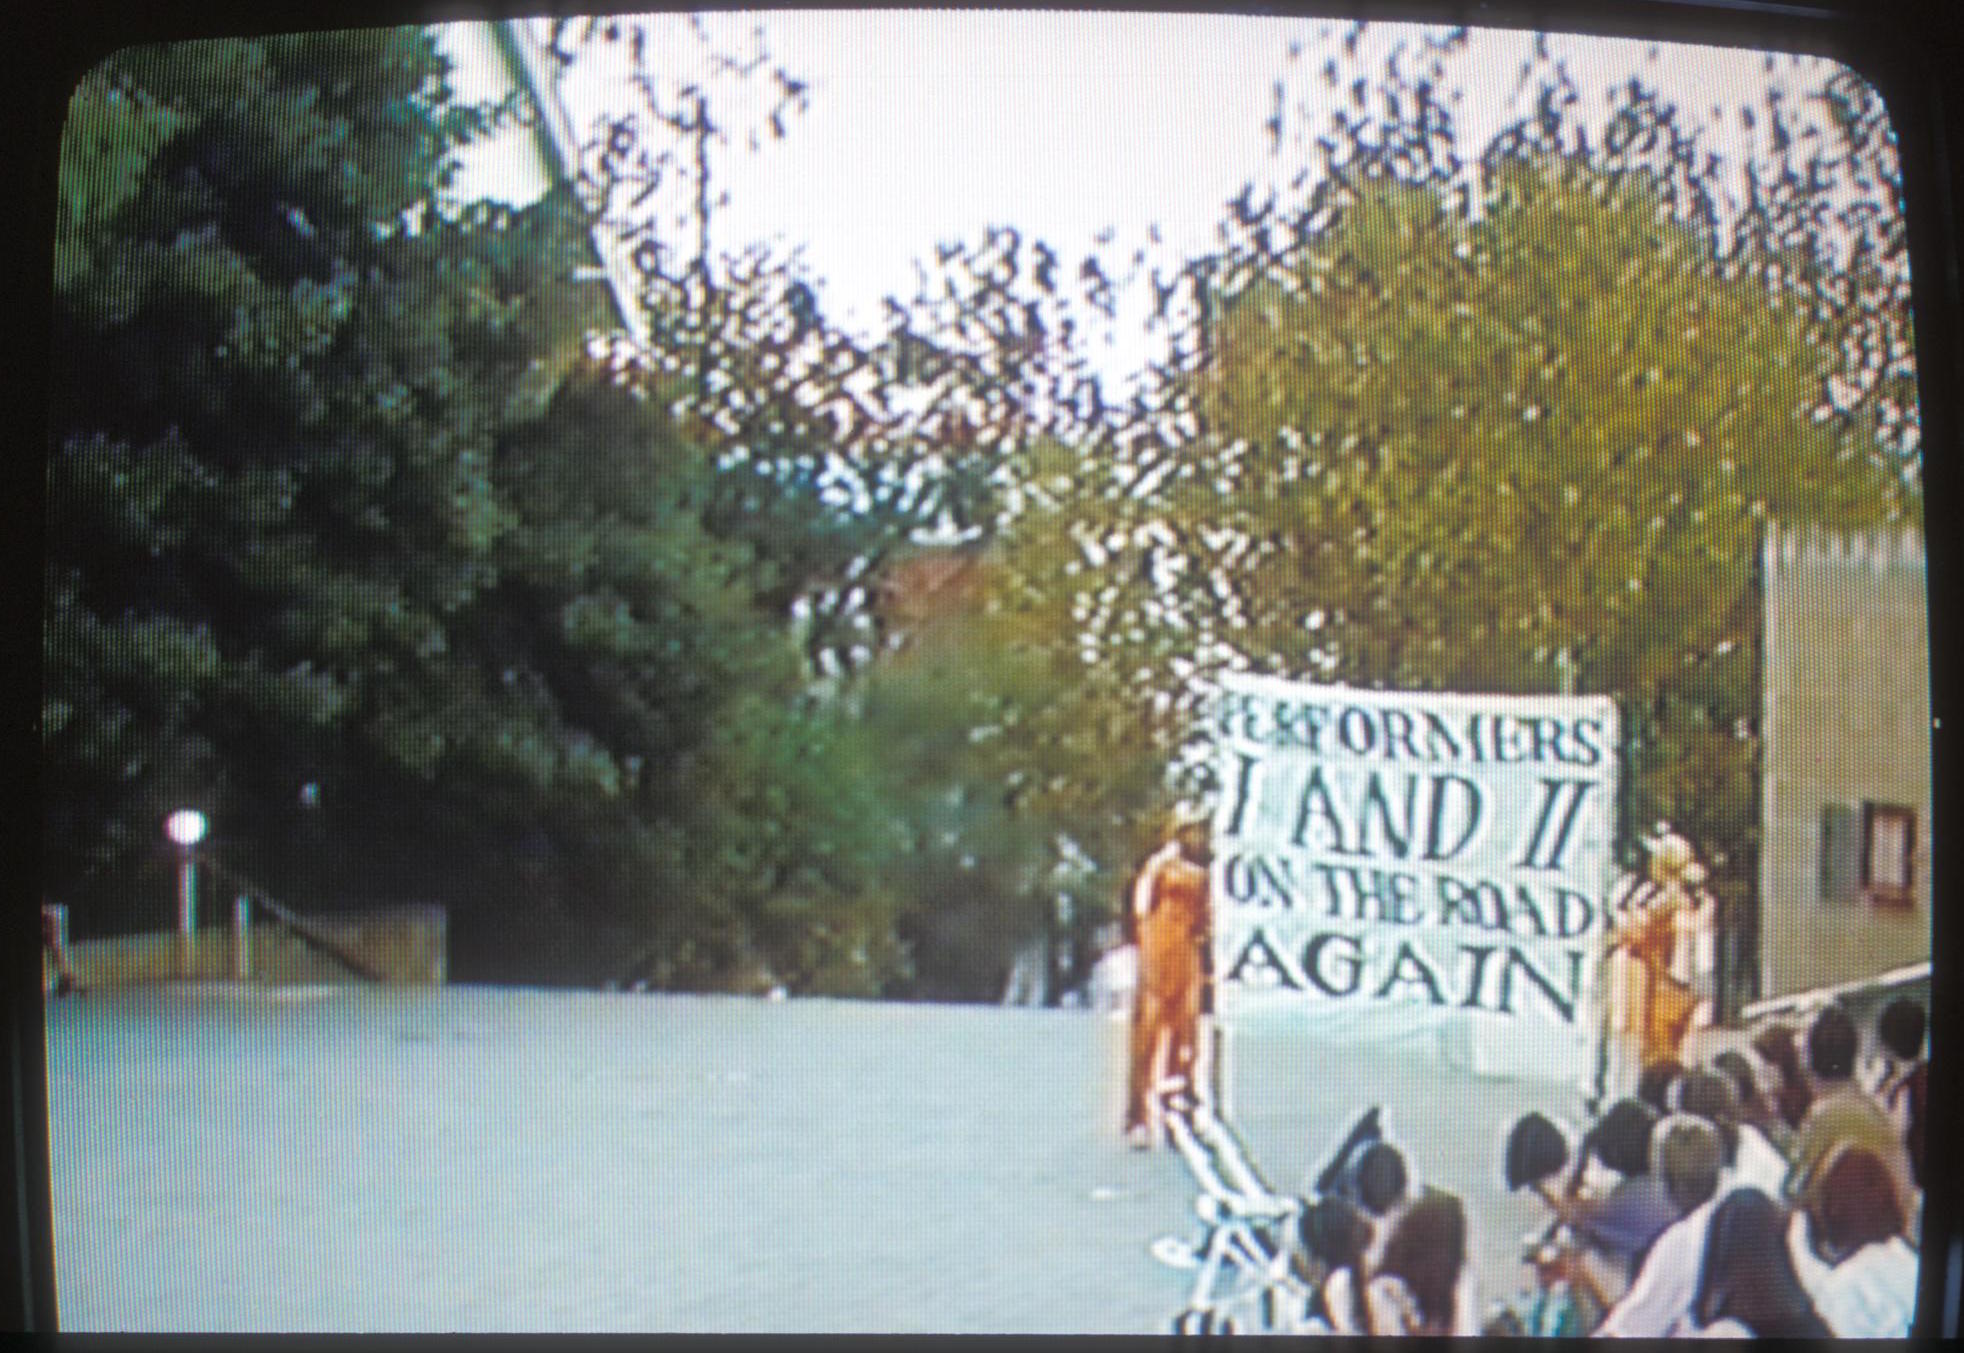 PERFORMERS
I AND II
ON THE ROAD
AGAIN